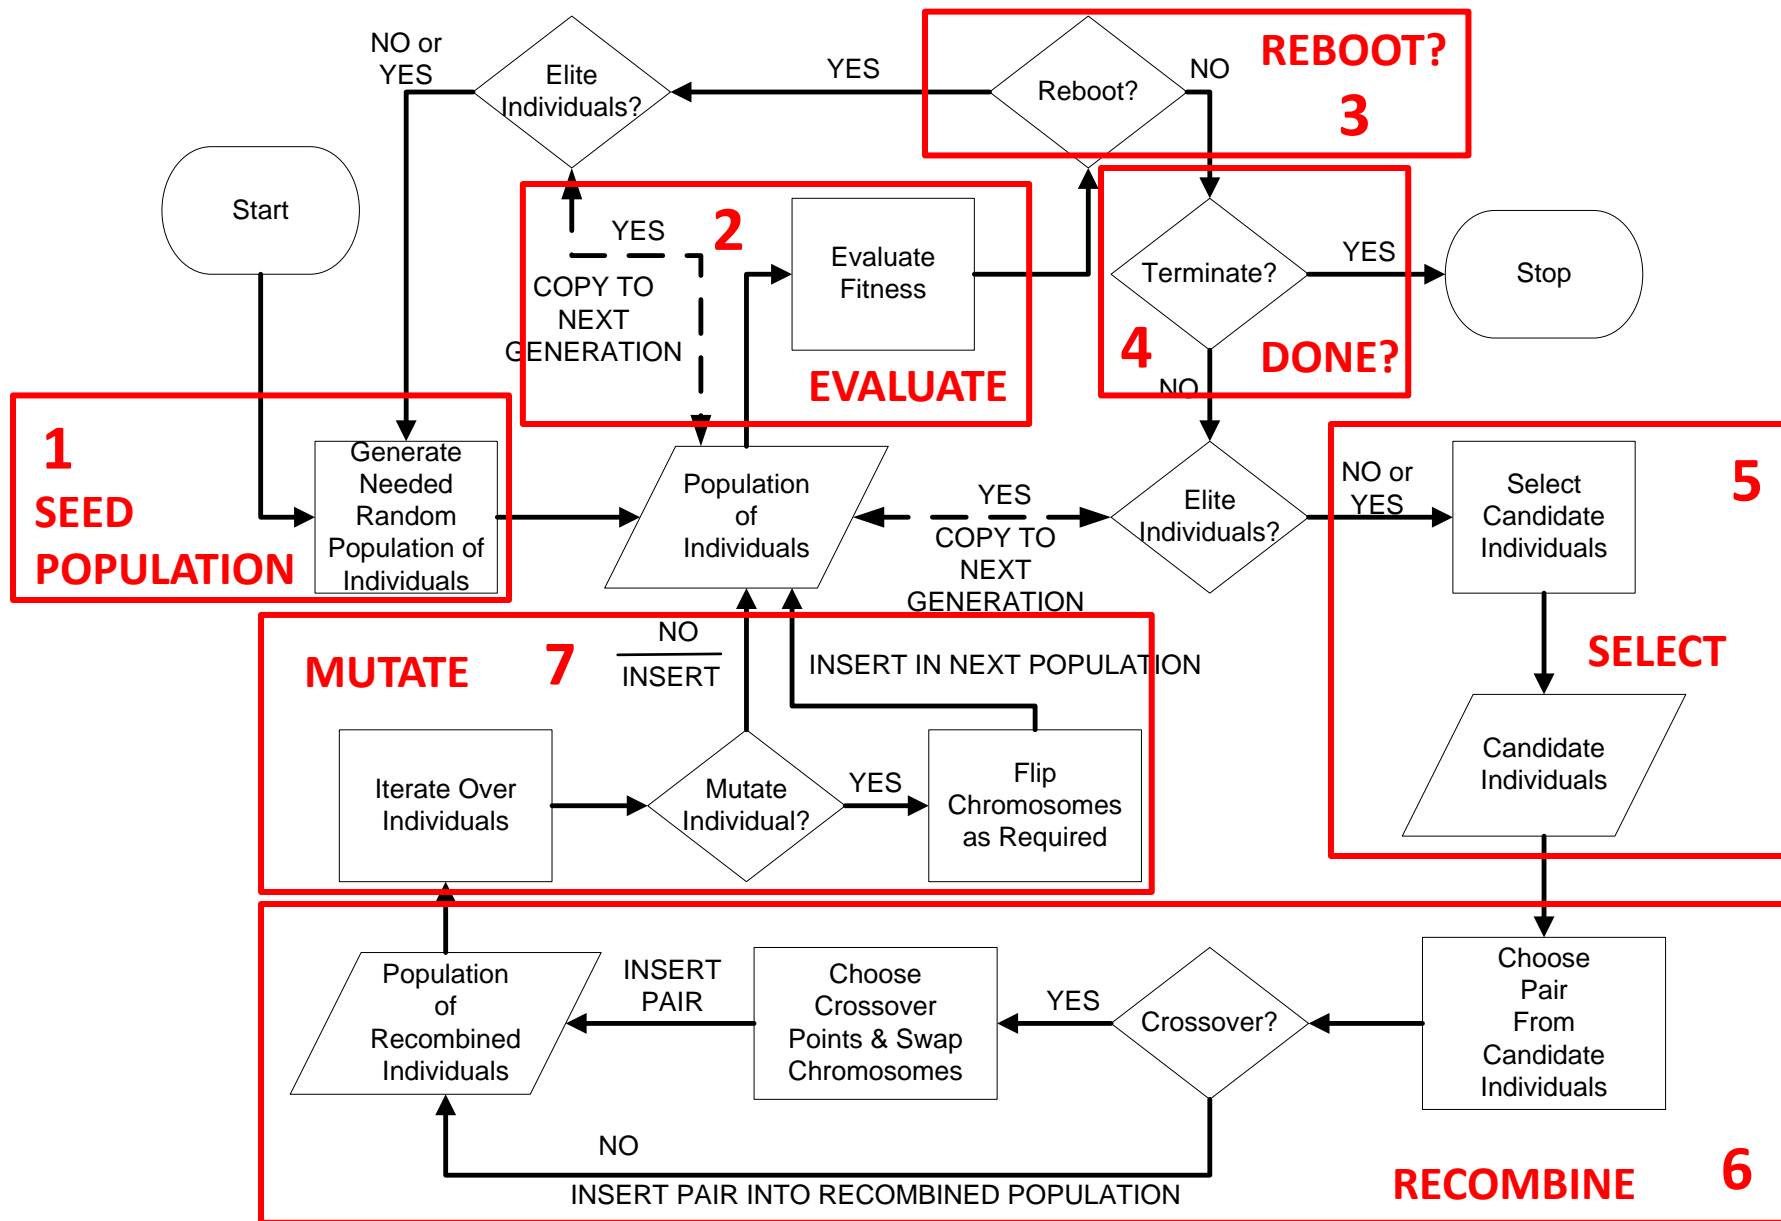 NO or
YES
Elite
Individuals?
YES
Reboot?
NO
REBOOT?
3
Start
YES
2
COPY TO
NEXT
GENERATION
Evaluate
Fitness
EVALUATE
Terminate?
YES
Stop
4
DONE?
NO
1
SEED
POPULATION
Generate
Needed
Random
Population of
Individuals
Population
of
Individuals
YES
COPY TO
NEXT
GENERATION
Elite
Individuals?
NO or
YES
Select
Candidate
Individuals
5
SELECT
Candidate
Individuals
MUTATE
7
NO
INSERT
INSERT IN NEXT POPULATION
Iterate Over
Individuals
Mutate
Individual?
YES
Flip
Chromosomes
as Required
Population
of
Recombined
Individuals
INSERT
PAIR
Choose
Crossover
Points & Swap
Chromosomes
YES
Crossover?
Choose
Pair
From
Candidate
Individuals
NO
INSERT PAIR INTO RECOMBINED POPULATION
RECOMBINE
6